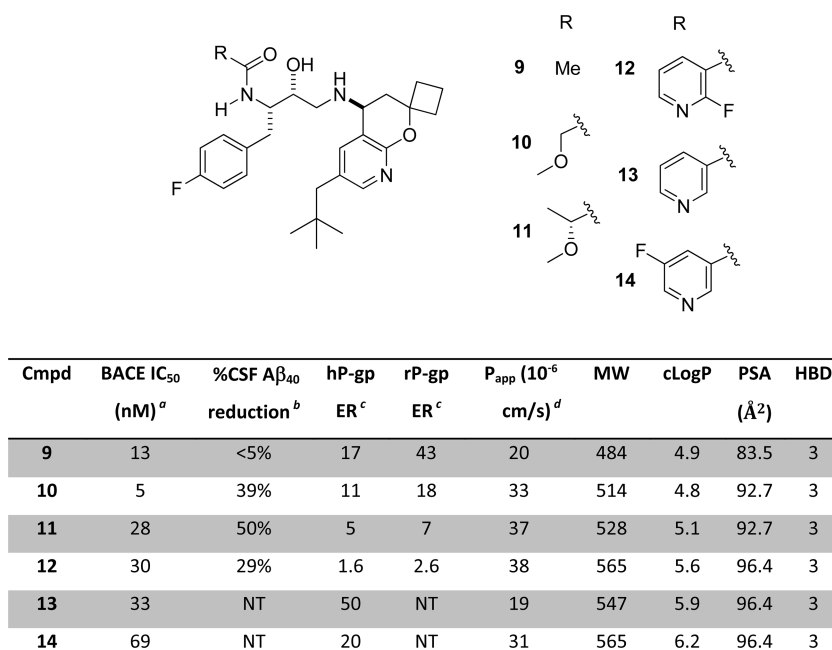 R R
9 Me 12
N F
10
O
13
N
11
O
14 F
N
R O OH H
N
N
H
O
F N
Cmpd BACE IC50 %CSF Aβ40 hP-gp rP-gp Papp (10-6 MW cLogP PSA HBD
(nM) a reduction b ER c ER c cm/s) d (Å2)
9 13 <5% 17 43 20 484 4.9 83.5 3
10 5 39% 11 18 33 514 4.8 92.7 3
11 28 50% 5 7 37 528 5.1 92.7 3
12 30 29% 1.6 2.6 38 565 5.6 96.4 3
13 33 NT 50 NT 19 547 5.9 96.4 3
14 69 NT 20 NT 31 565 6.2 96.4 3